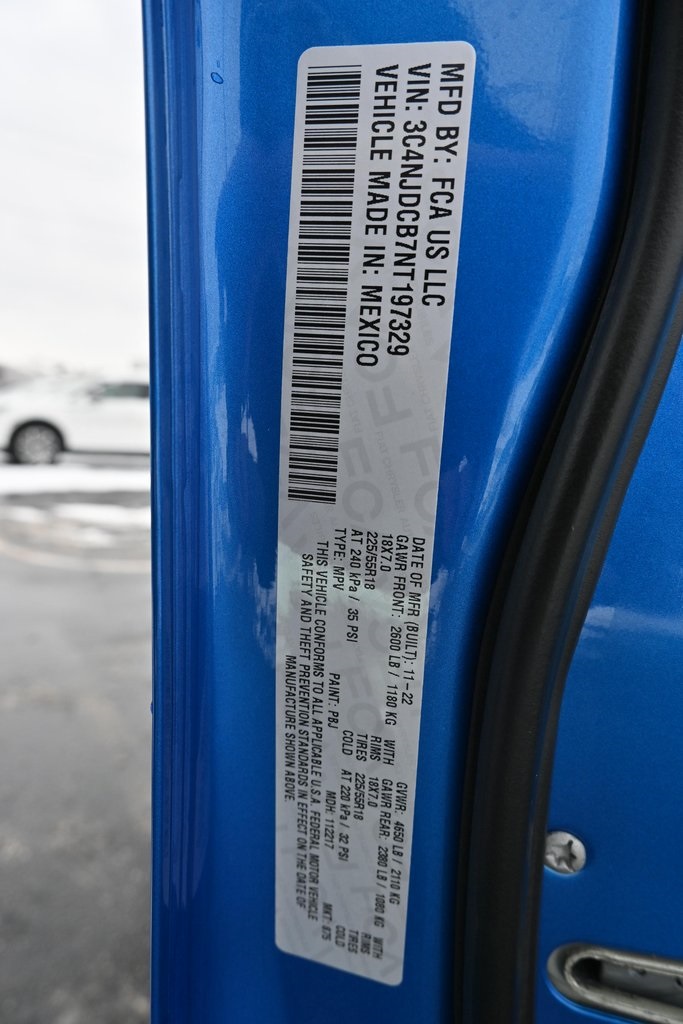 MFD BY: FCA US LLC
VIN: 3C4NJDCB7NT197329
VEHICLE MADE IN: MEXICO
DATE OF MFR (BUILT): 11-22 GVWR: 4650 LB / 2110 KG
GAWR FRONT: 2600 LB / 1180 KG WITH GAWR REAR: 2380 LB / 1080 KG WITH
18X7.0 RIMS 18X7.0 RIMS
225/55R18 TIRES 225/55R18 TIRES
AT 240 kPa / 35 PSI COLD AT 220 kPa / 32 PSI COLD
TYPE: MPV PAINT: PBJ MDH: 112217 MKT: 875
THIS VEHICLE CONFORMS TO ALL APPLICABLE U.S.A. FEDERAL MOTOR VEHICLE
SAFETY AND THEFT PREVENTION STANDARDS IN EFFECT ON THE DATE OF
MANUFACTURE SHOWN ABOVE